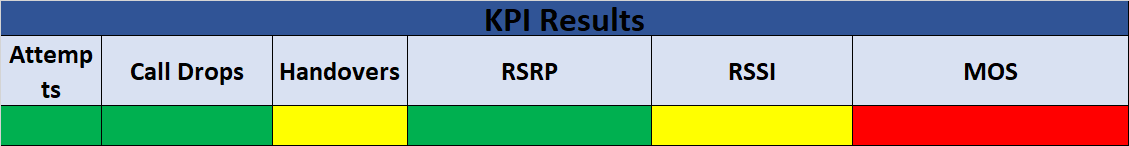 KPI Results
Attemp
ts
Call Drops
Handovers
RSRP
RSSI
MOS